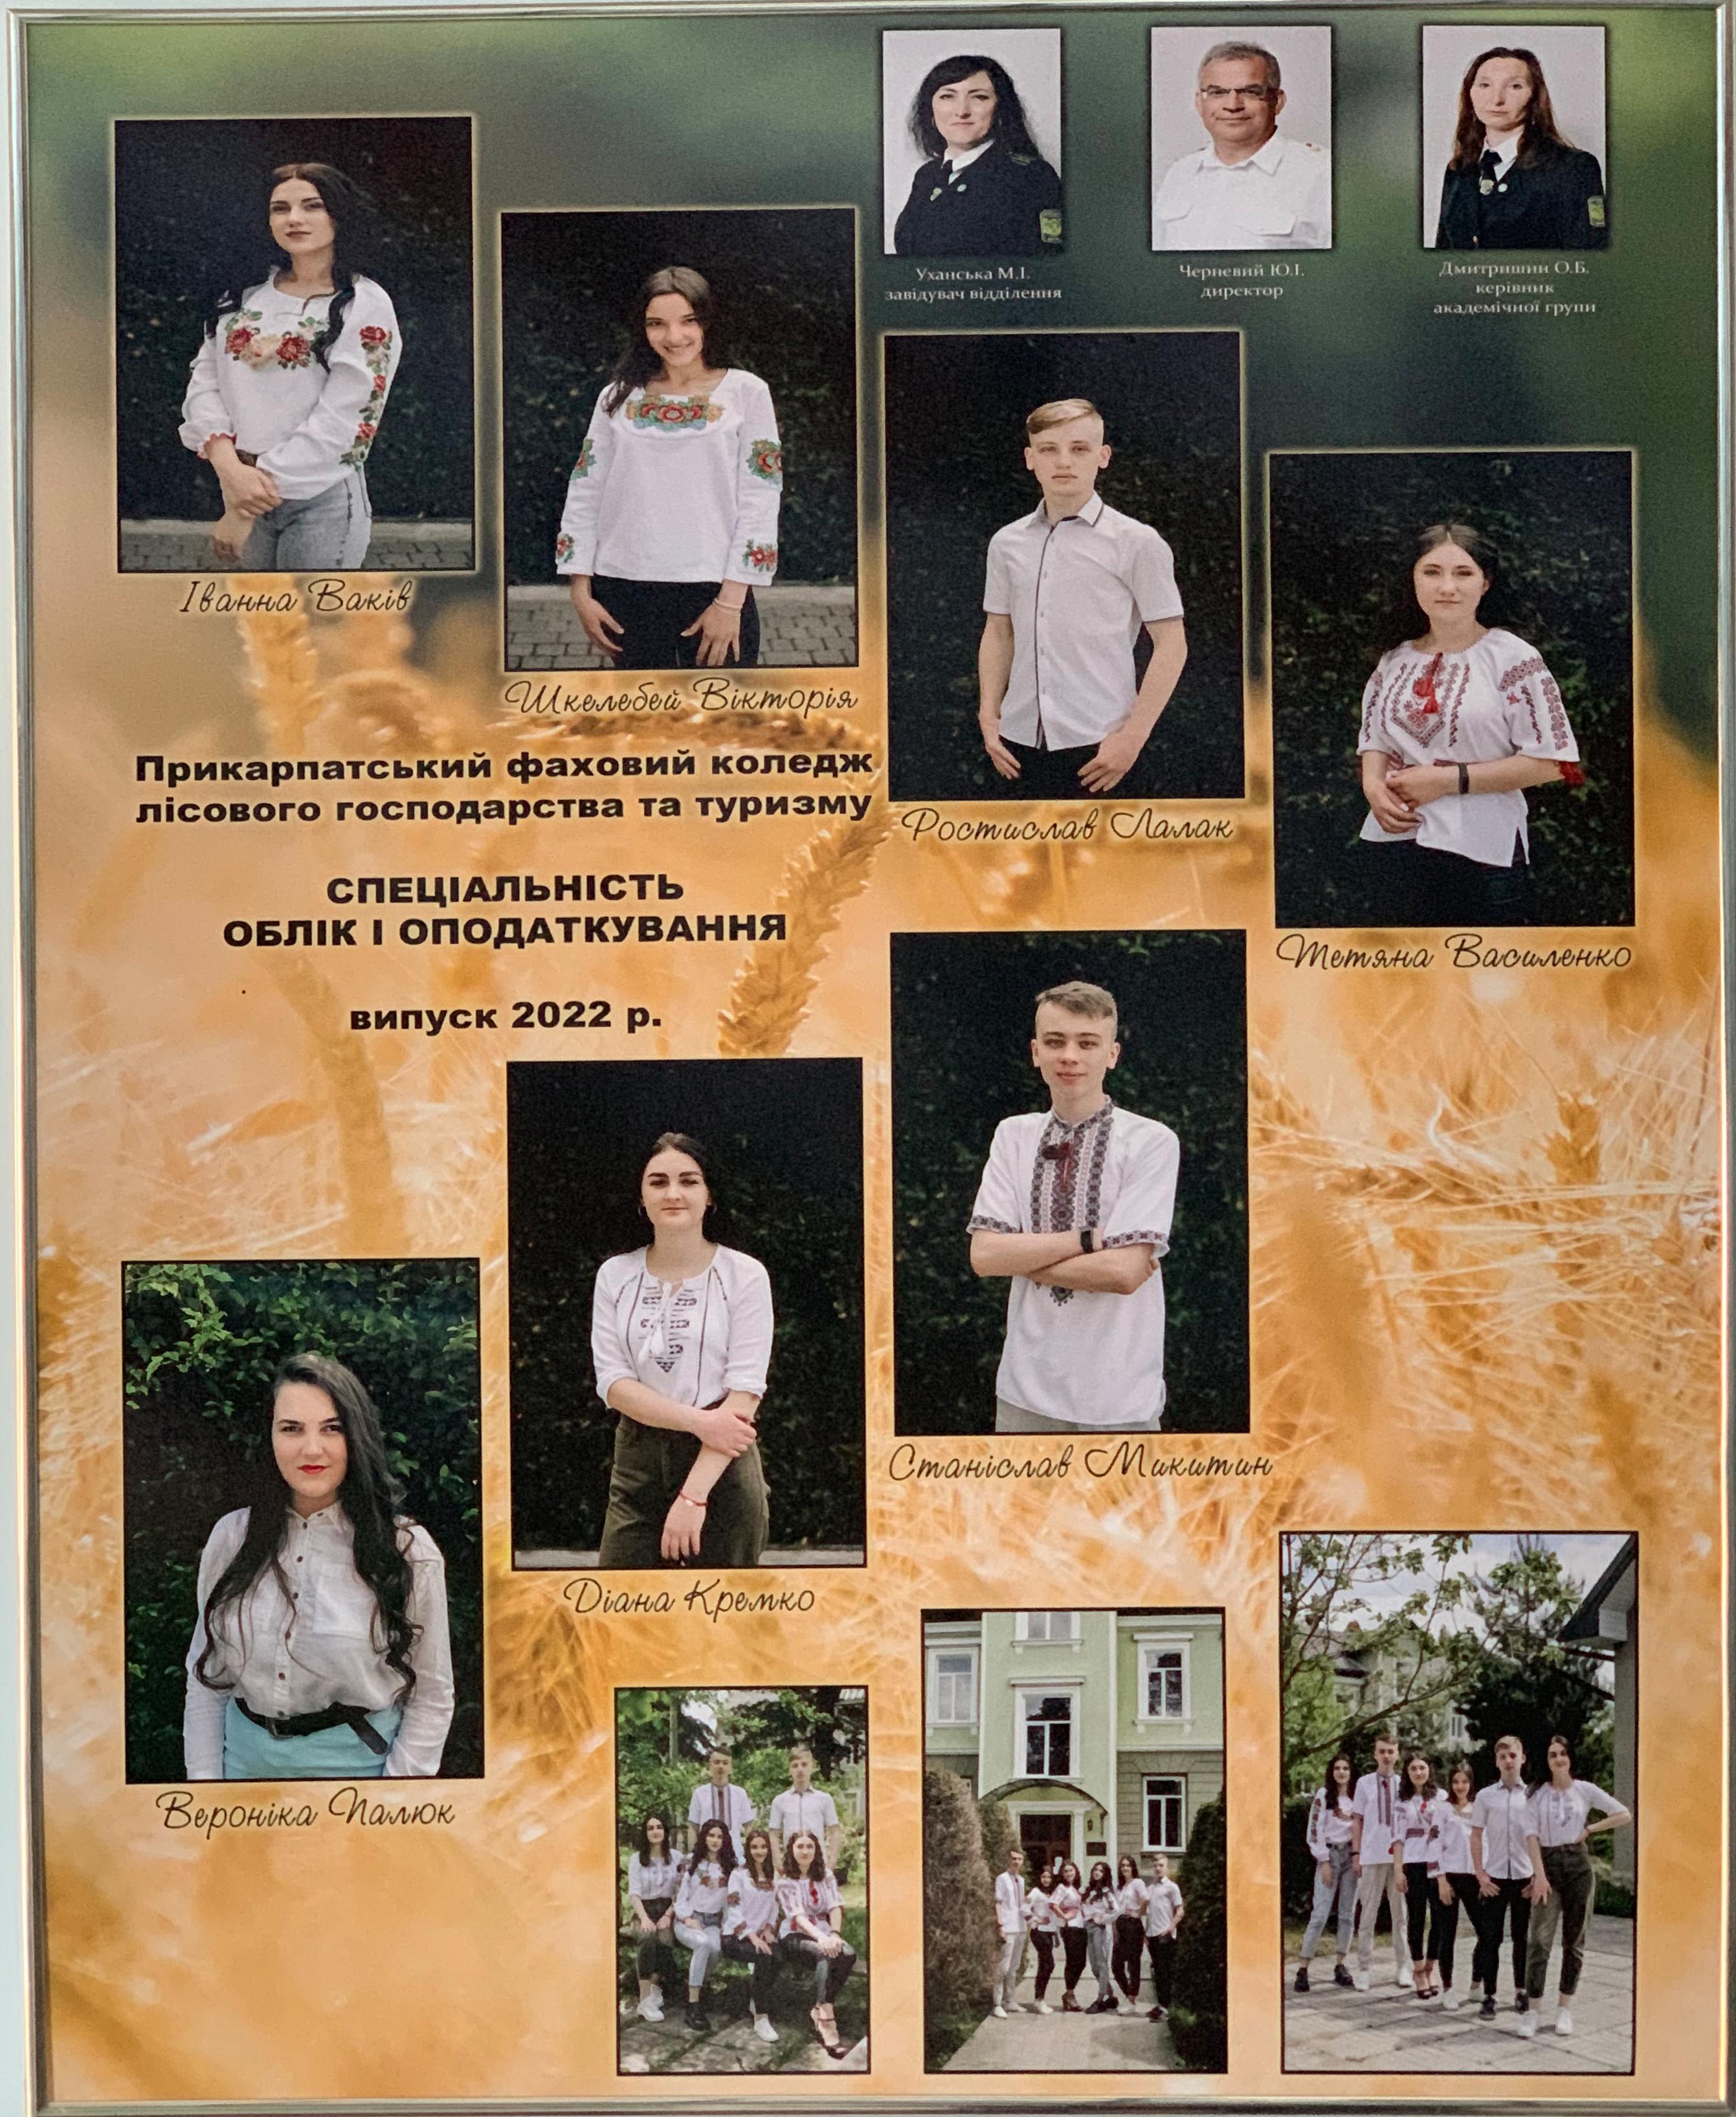 Уханська М.І.
завідувач відділення
Черневий Ю.І.
директор
Дмитришин О.Б.
керівник
академічної групи
Іванна Ваків
Шкелебей Вікторія
Ростислав Лалак
Тетяна Василенко
Прикарпатський фаховий коледж
лісового господарства та туризму
СПЕЦІАЛЬНІСТЬ
ОБЛІК І ОПОДАТКУВАННЯ
випуск 2022 р.
Станіслав Микитин
Діана Кремко
Вероніка Палюк